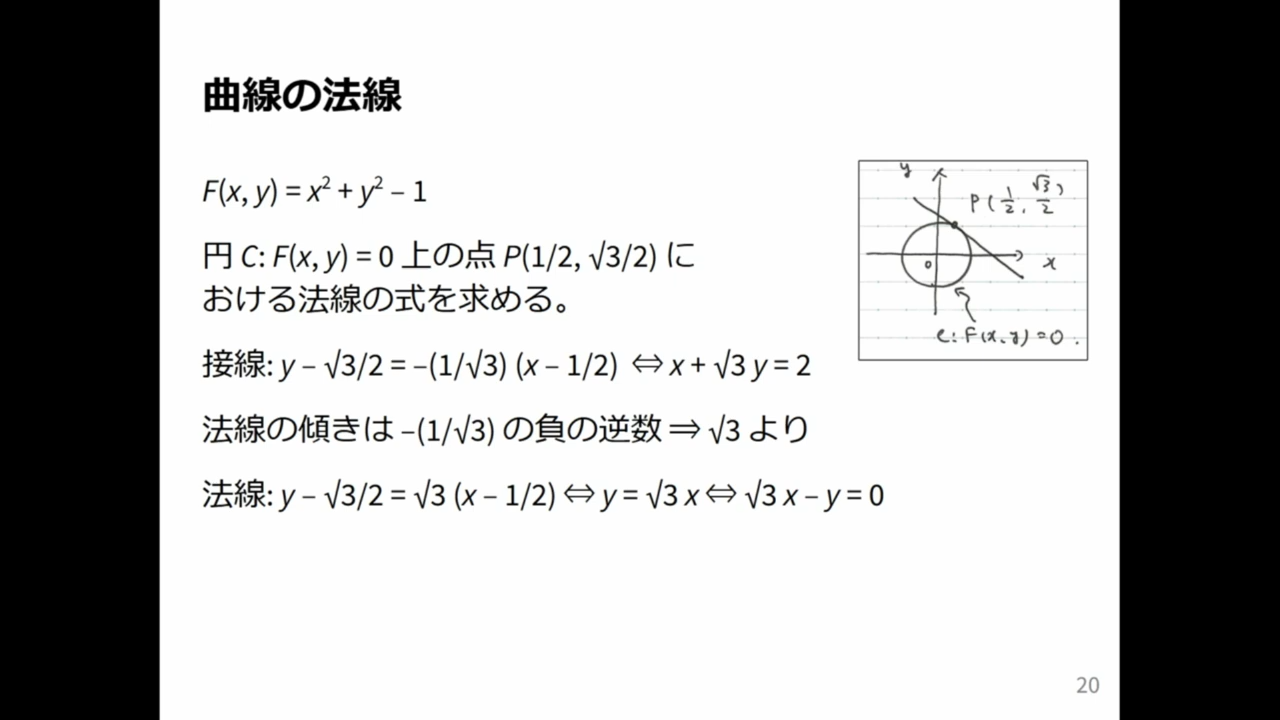 曲線の法線
F(x, y) = x² + y² – 1
円 C: F(x, y) = 0 上の点 P(1/2, √3/2) に
おける法線の式を求める。
接線: y – √3/2 = –(1/√3) (x – 1/2) ⇔ x + √3 y = 2
法線の傾きは –(1/√3) の負の逆数 ⇒ √3 より
法線: y – √3/2 = √3 (x – 1/2) ⇔ y = √3 x ⇔ √3 x – y = 0
y
P(1/2, √3/2)
0
x
C: F(x, y) = 0.
20